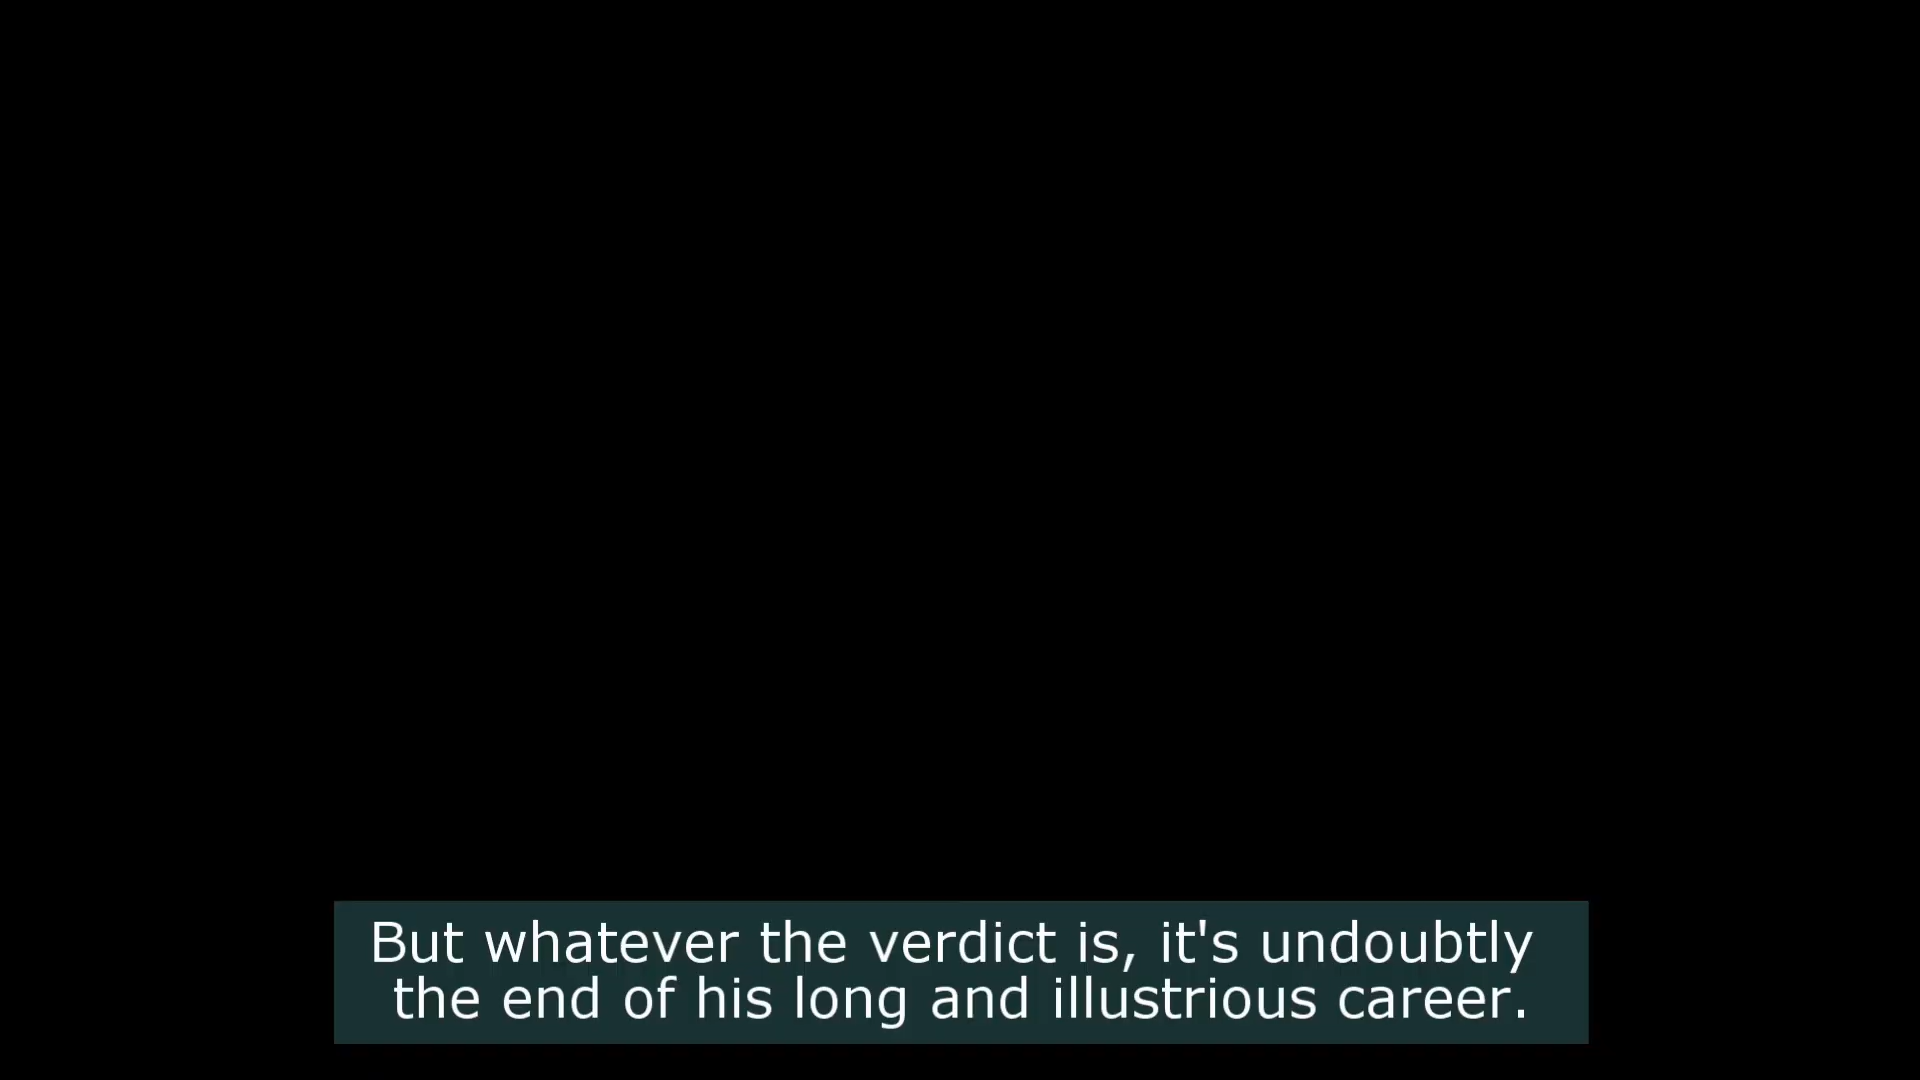 But whatever the verdict is, it's undoubtly
the end of his long and illustrious career.